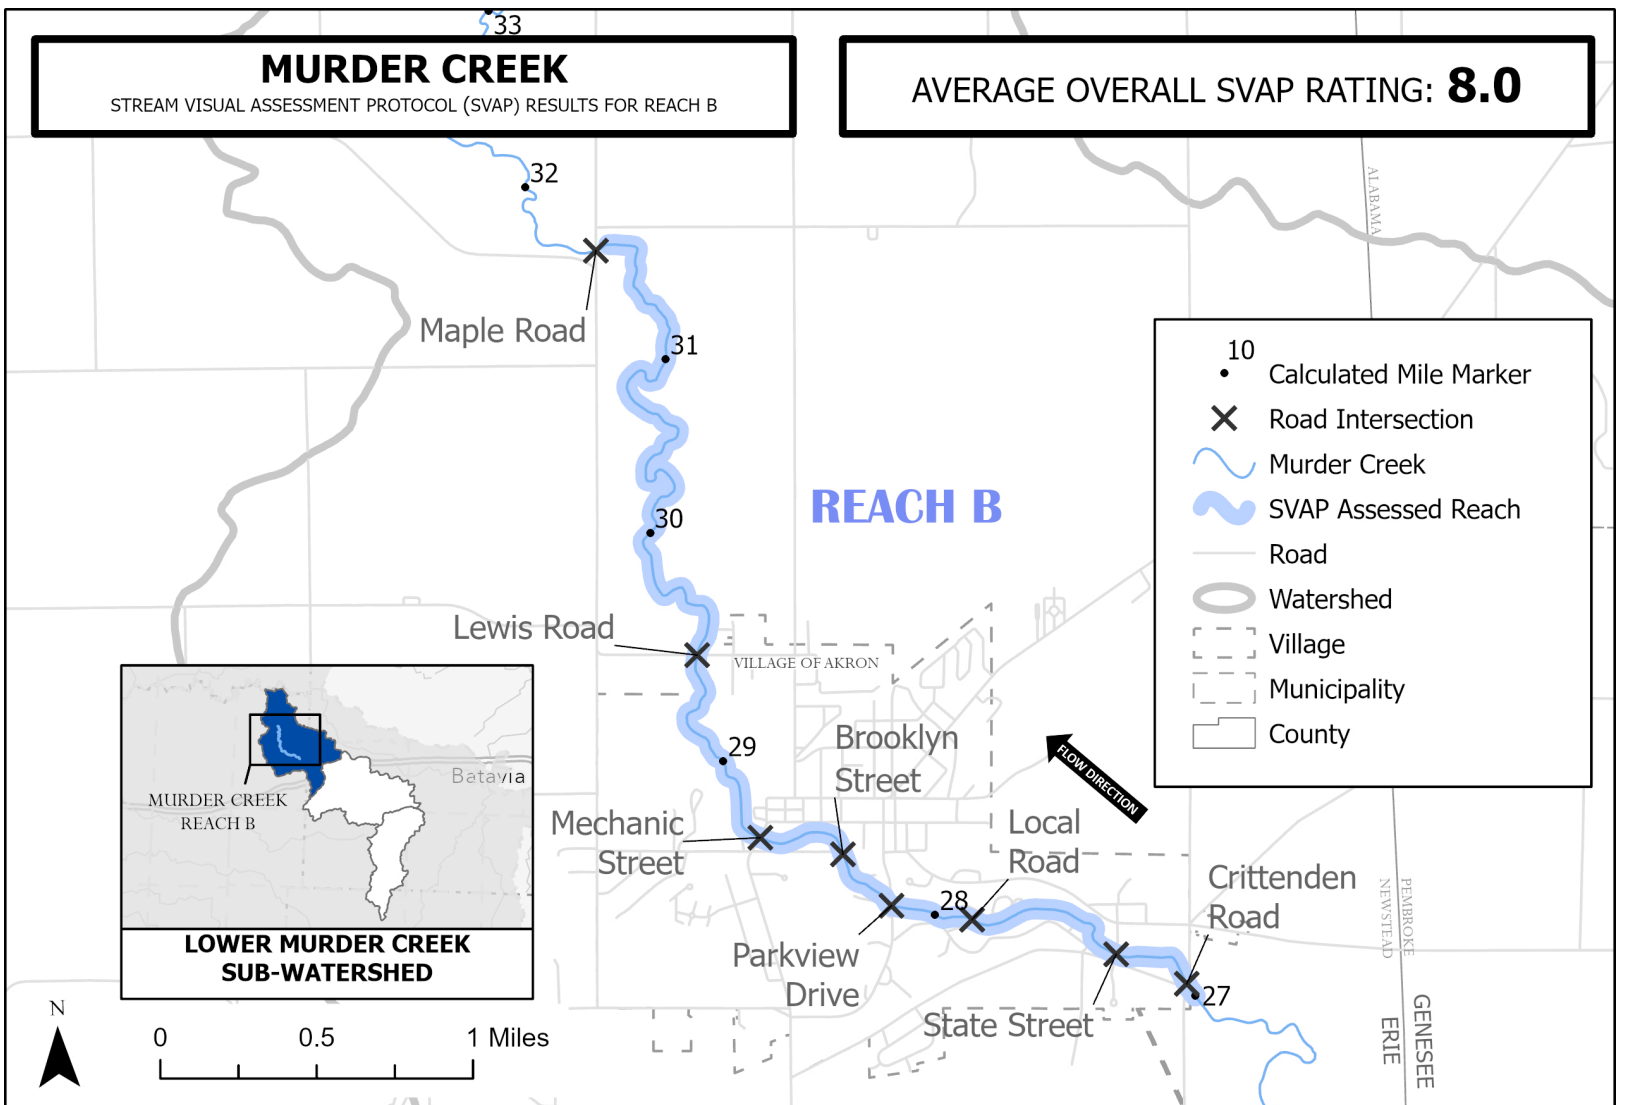 33
MURDER CREEK
STREAM VISUAL ASSESSMENT PROTOCOL (SVAP) RESULTS FOR REACH B
AVERAGE OVERALL SVAP RATING: 8.0
32
ALABAMA
Maple Road
31
10
Calculated Mile Marker
Road Intersection
Murder Creek
SVAP Assessed Reach
Road
Watershed
Village
Municipality
County
REACH B
30
Lewis Road
VILLAGE OF AKRON
29
Brooklyn
Street
FLOW DIRECTION
Mechanic
Street
Local
Road
28
Crittenden
Road
Parkview
Drive
State Street
27
NEWSTEAD
PEMBROKE
ERIE
GENESEE
Batavia
MURDER CREEK
REACH B
LOWER MURDER CREEK
SUB-WATERSHED
N
0 0.5 1 Miles